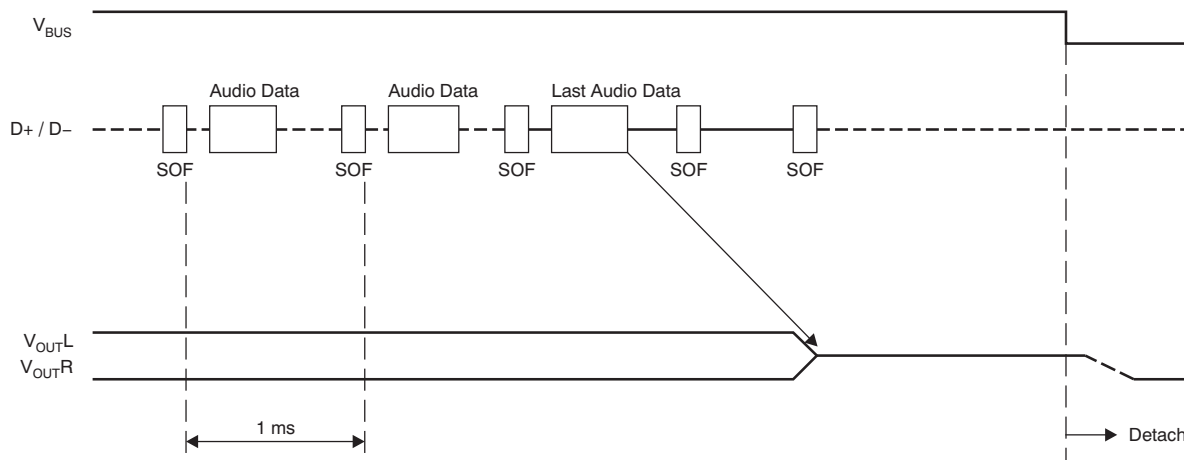 VBUS
Audio Data Audio Data Last Audio Data
D+ / D−
SOF SOF SOF SOF SOF
VOUTL
VOUTR
1 ms
Detach